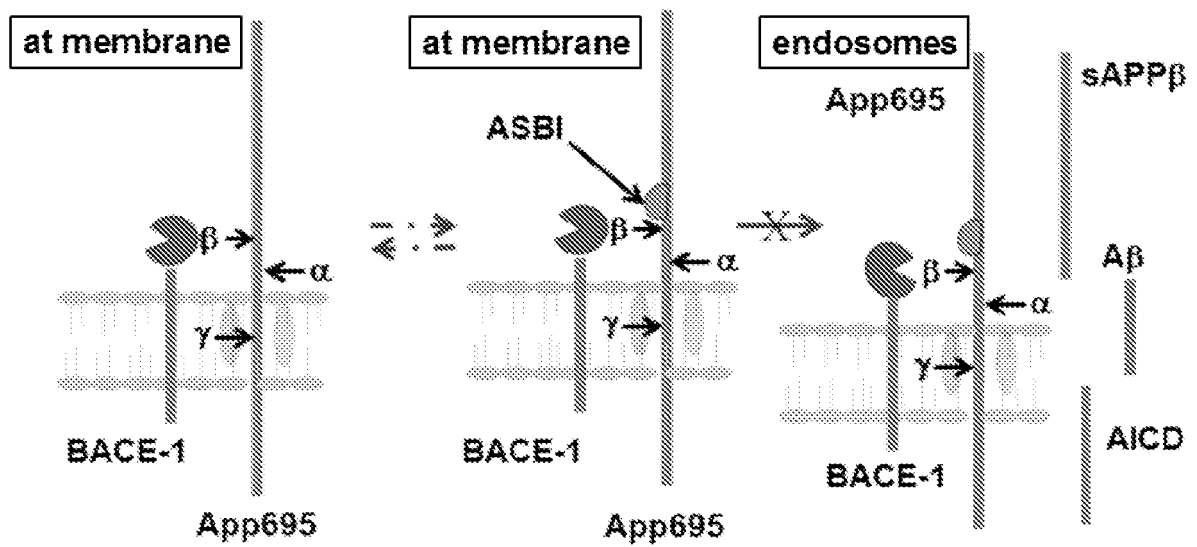 at membrane
β
α
γ
BACE-1
App695
at membrane
ASBI
β
α
γ
BACE-1
App695
endosomes
App695
β
α
γ
BACE-1
sAPPβ
Aβ
AICD